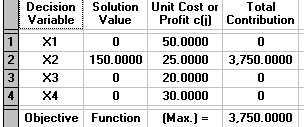 Decision Variable Solution Value Unit Cost or Profit c(j) Total Contribution
1 X1 0 50.0000 0
2 X2 150.0000 25.0000 3,750.0000
3 X3 0 20.0000 0
4 X4 0 30.0000 0
Objective Function (Max.) = 3,750.0000